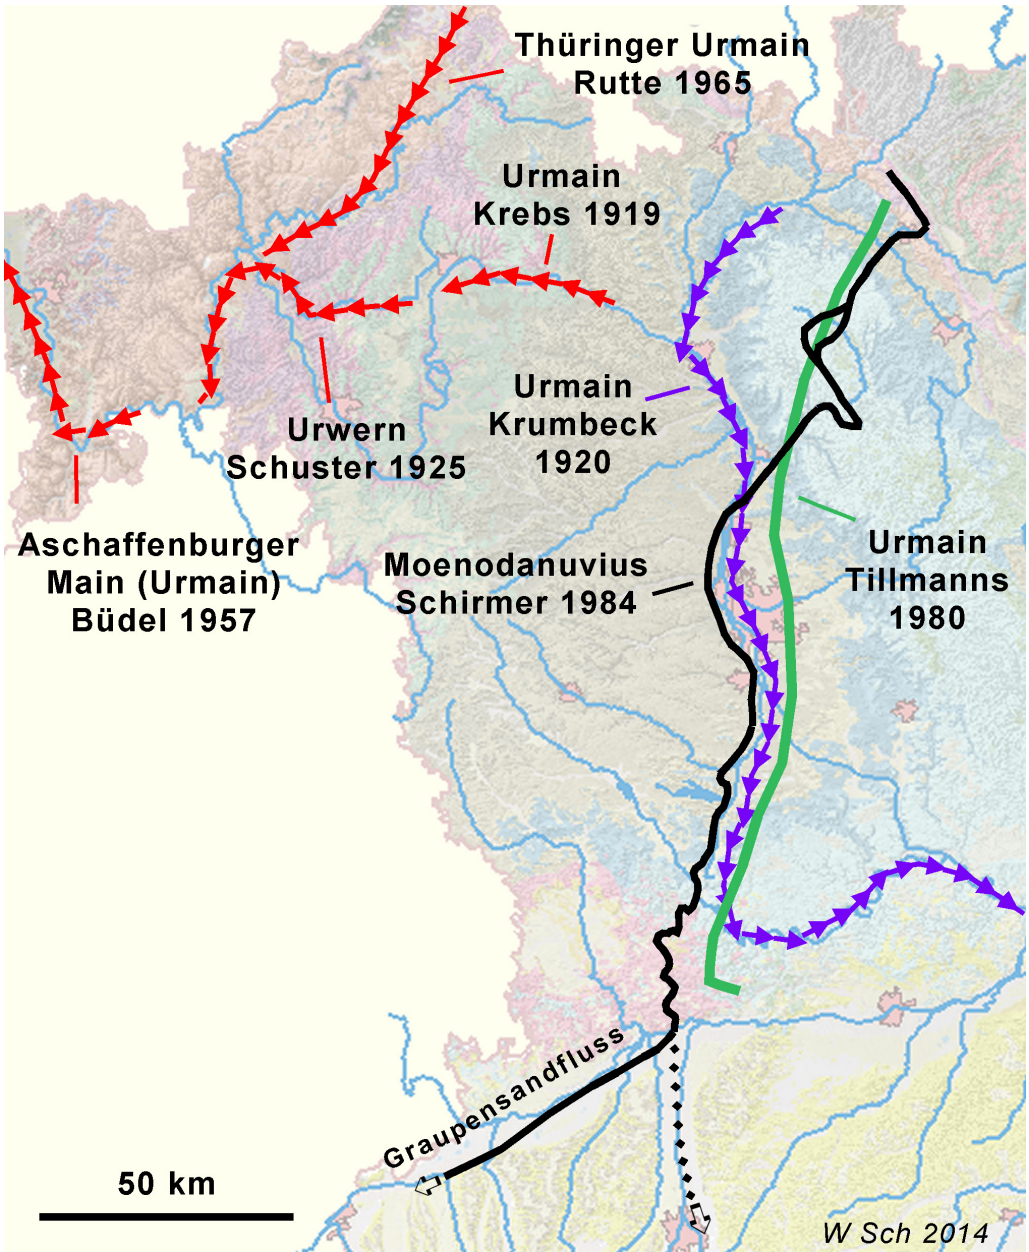 Thüringer Urmain
Rutte 1965
Urmain
Krebs 1919
Urmain
Krumbeck
1920
Urwern
Schuster 1925
Aschaffenburger
Main (Urmain)
Büdel 1957
Moenodanuvius
Schirmer 1984
Urmain
Tillmanns
1980
Graupensandfluss
50 km
W Sch 2014